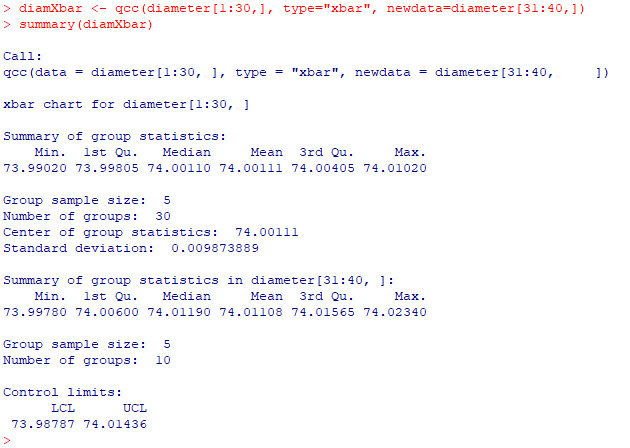 > diamXbar <- qcc(diameter[1:30,], type="xbar", newdata=diameter[31:40,])
> summary(diamXbar)
Call:
qcc(data = diameter[1:30, ], type = "xbar", newdata = diameter[31:40,     ])
xbar chart for diameter[1:30, ]
Summary of group statistics:
    Min.  1st Qu.   Median     Mean  3rd Qu.     Max.
73.99020 73.99805 74.00110 74.00111 74.00405 74.01020
Group sample size:  5
Number of groups:  30
Center of group statistics:  74.00111
Standard deviation:  0.009873889
Summary of group statistics in diameter[31:40, ]:
    Min.  1st Qu.   Median     Mean  3rd Qu.     Max.
73.99780 74.00600 74.01190 74.01108 74.01565 74.02340
Group sample size:  5
Number of groups:  10
Control limits:
      LCL      UCL
 73.98787 74.01436
>